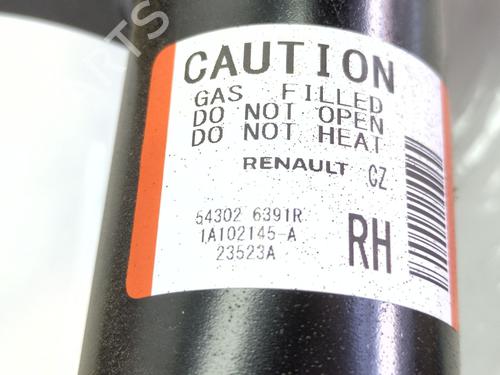 CAUTION
GAS FILLED
DO NOT OPEN
DO NOT HEAT
RENAULT CZ
54302 6391R
1A102145-A
23523A
RH